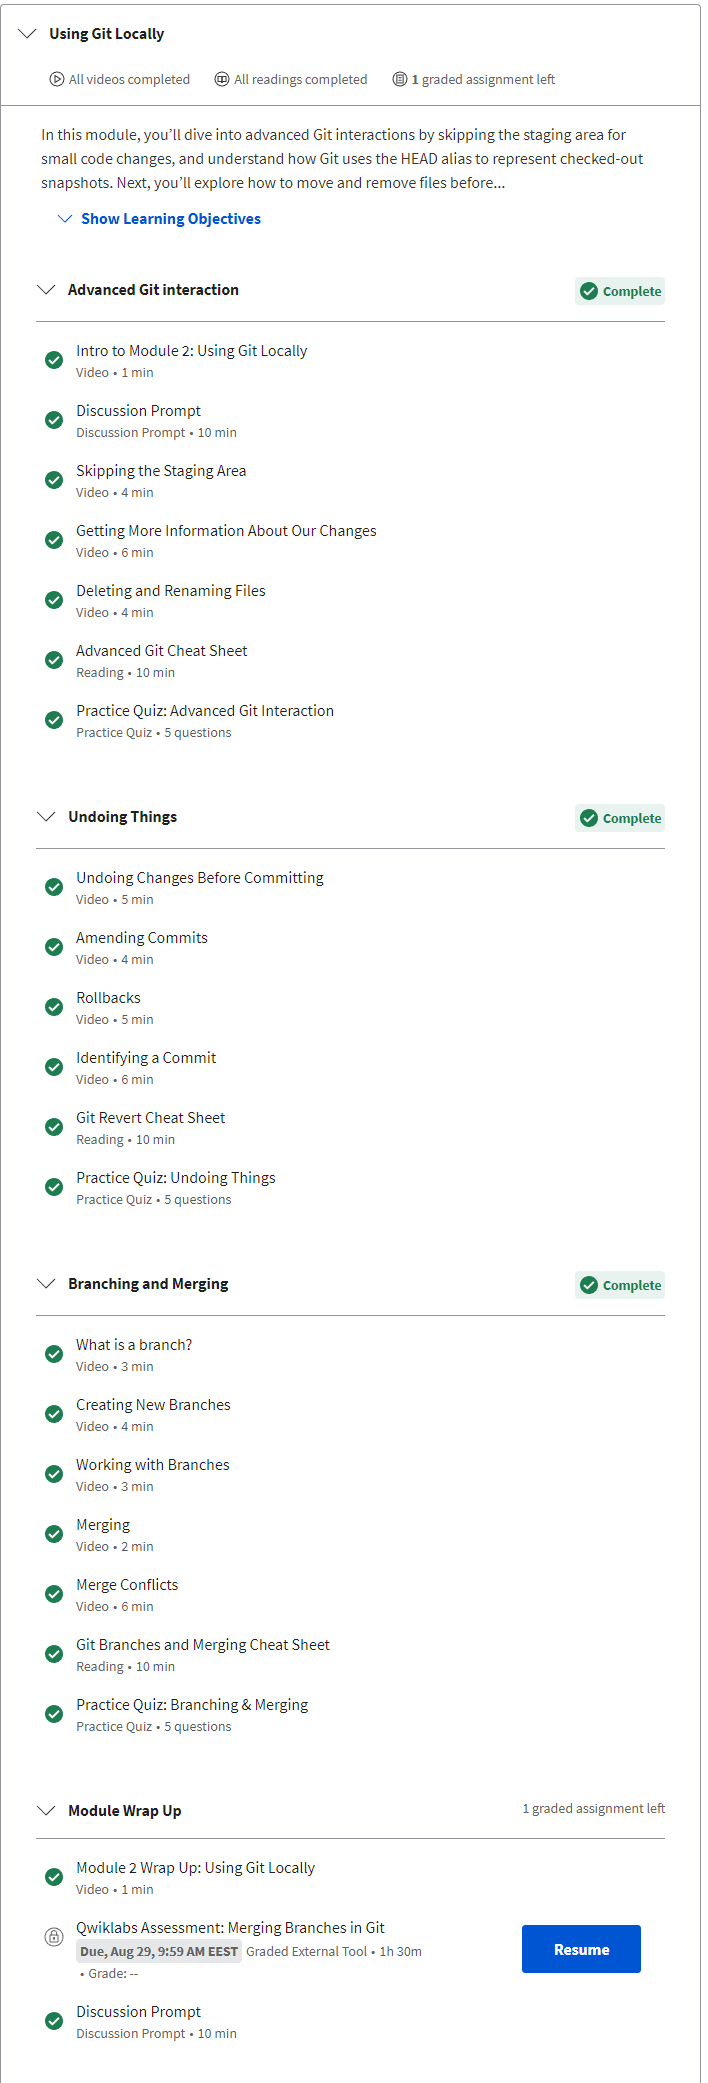 Using Git Locally
All videos completed All readings completed 1 graded assignment left
In this module, you’ll dive into advanced Git interactions by skipping the staging area for
small code changes, and understand how Git uses the HEAD alias to represent checked-out
snapshots. Next, you’ll explore how to move and remove files before...
Show Learning Objectives
Advanced Git interaction Complete
Intro to Module 2: Using Git Locally
Video • 1 min
Discussion Prompt
Discussion Prompt • 10 min
Skipping the Staging Area
Video • 4 min
Getting More Information About Our Changes
Video • 6 min
Deleting and Renaming Files
Video • 4 min
Advanced Git Cheat Sheet
Reading • 10 min
Practice Quiz: Advanced Git Interaction
Practice Quiz • 5 questions
Undoing Things Complete
Undoing Changes Before Committing
Video • 5 min
Amending Commits
Video • 4 min
Rollbacks
Video • 5 min
Identifying a Commit
Video • 6 min
Git Revert Cheat Sheet
Reading • 10 min
Practice Quiz: Undoing Things
Practice Quiz • 5 questions
Branching and Merging Complete
What is a branch?
Video • 3 min
Creating New Branches
Video • 4 min
Working with Branches
Video • 3 min
Merging
Video • 2 min
Merge Conflicts
Video • 6 min
Git Branches and Merging Cheat Sheet
Reading • 10 min
Practice Quiz: Branching & Merging
Practice Quiz • 5 questions
Module Wrap Up 1 graded assignment left
Module 2 Wrap Up: Using Git Locally
Video • 1 min
Qwiklabs Assessment: Merging Branches in Git
Due, Aug 29, 9:59 AM EEST Graded External Tool • 1h 30m
• Grade: --
Resume
Discussion Prompt
Discussion Prompt • 10 min